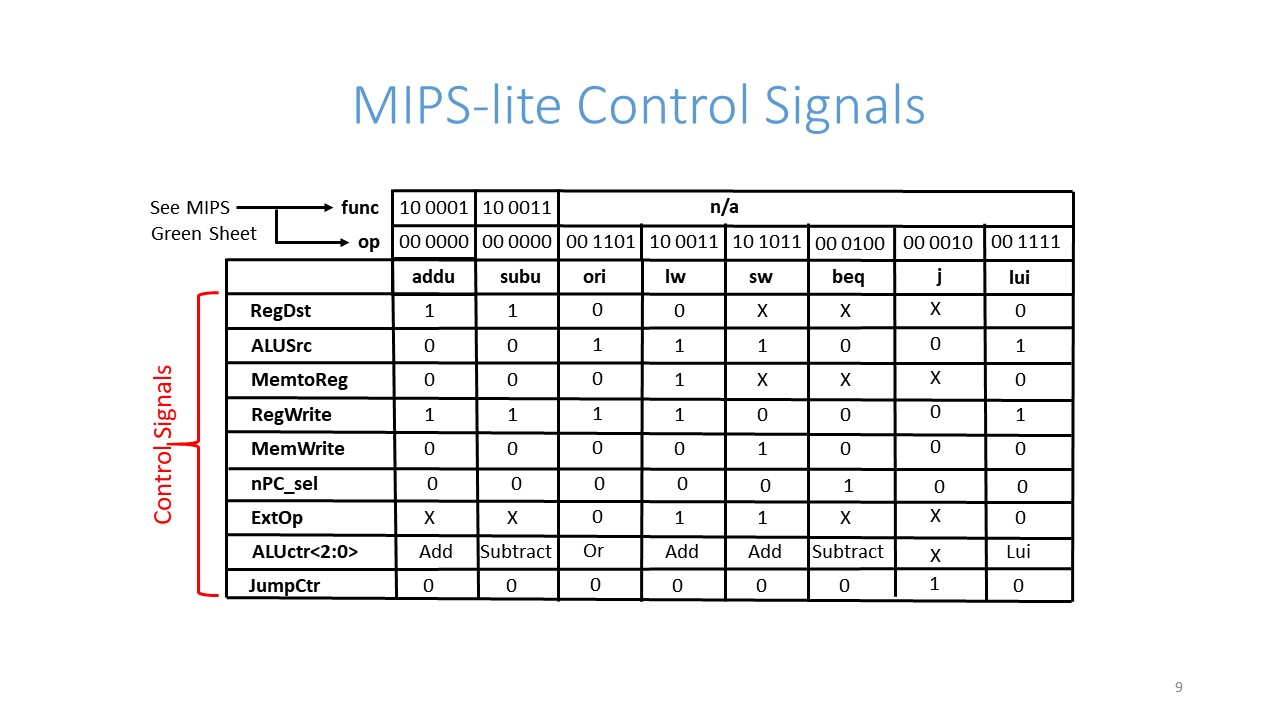 MIPS-lite Control Signals
See MIPS
Green Sheet
func 10 0001 10 0011 n/a
op 00 0000 00 0000 00 1101 10 0011 10 1011 00 0100 00 0010 00 1111
addu subu ori lw sw beq j lui
Control Signals
RegDst 1 1 0 0 X X X 0
ALUSrc 0 0 1 1 1 0 0 1
MemtoReg 0 0 0 1 X X X 0
RegWrite 1 1 1 1 0 0 0 1
MemWrite 0 0 0 0 1 0 0 0
nPC_sel 0 0 0 0 0 1 0 0
ExtOp X X 0 1 1 X X 0
ALUctr<2:0> Add Subtract Or Add Add Subtract X Lui
JumpCtr 0 0 0 0 0 0 1 0
9